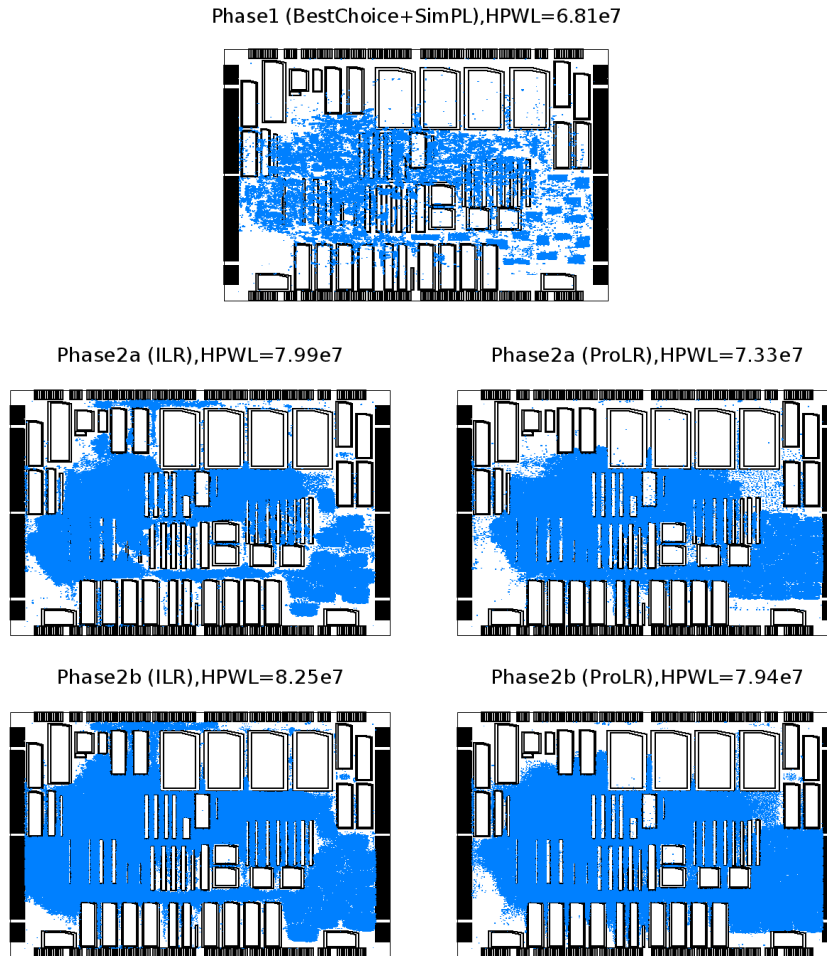 Phase1 (BestChoice+SimPL),HPWL=6.81e7
Phase2a (ILR),HPWL=7.99e7
Phase2a (ProLR),HPWL=7.33e7
Phase2b (ILR),HPWL=8.25e7
Phase2b (ProLR),HPWL=7.94e7